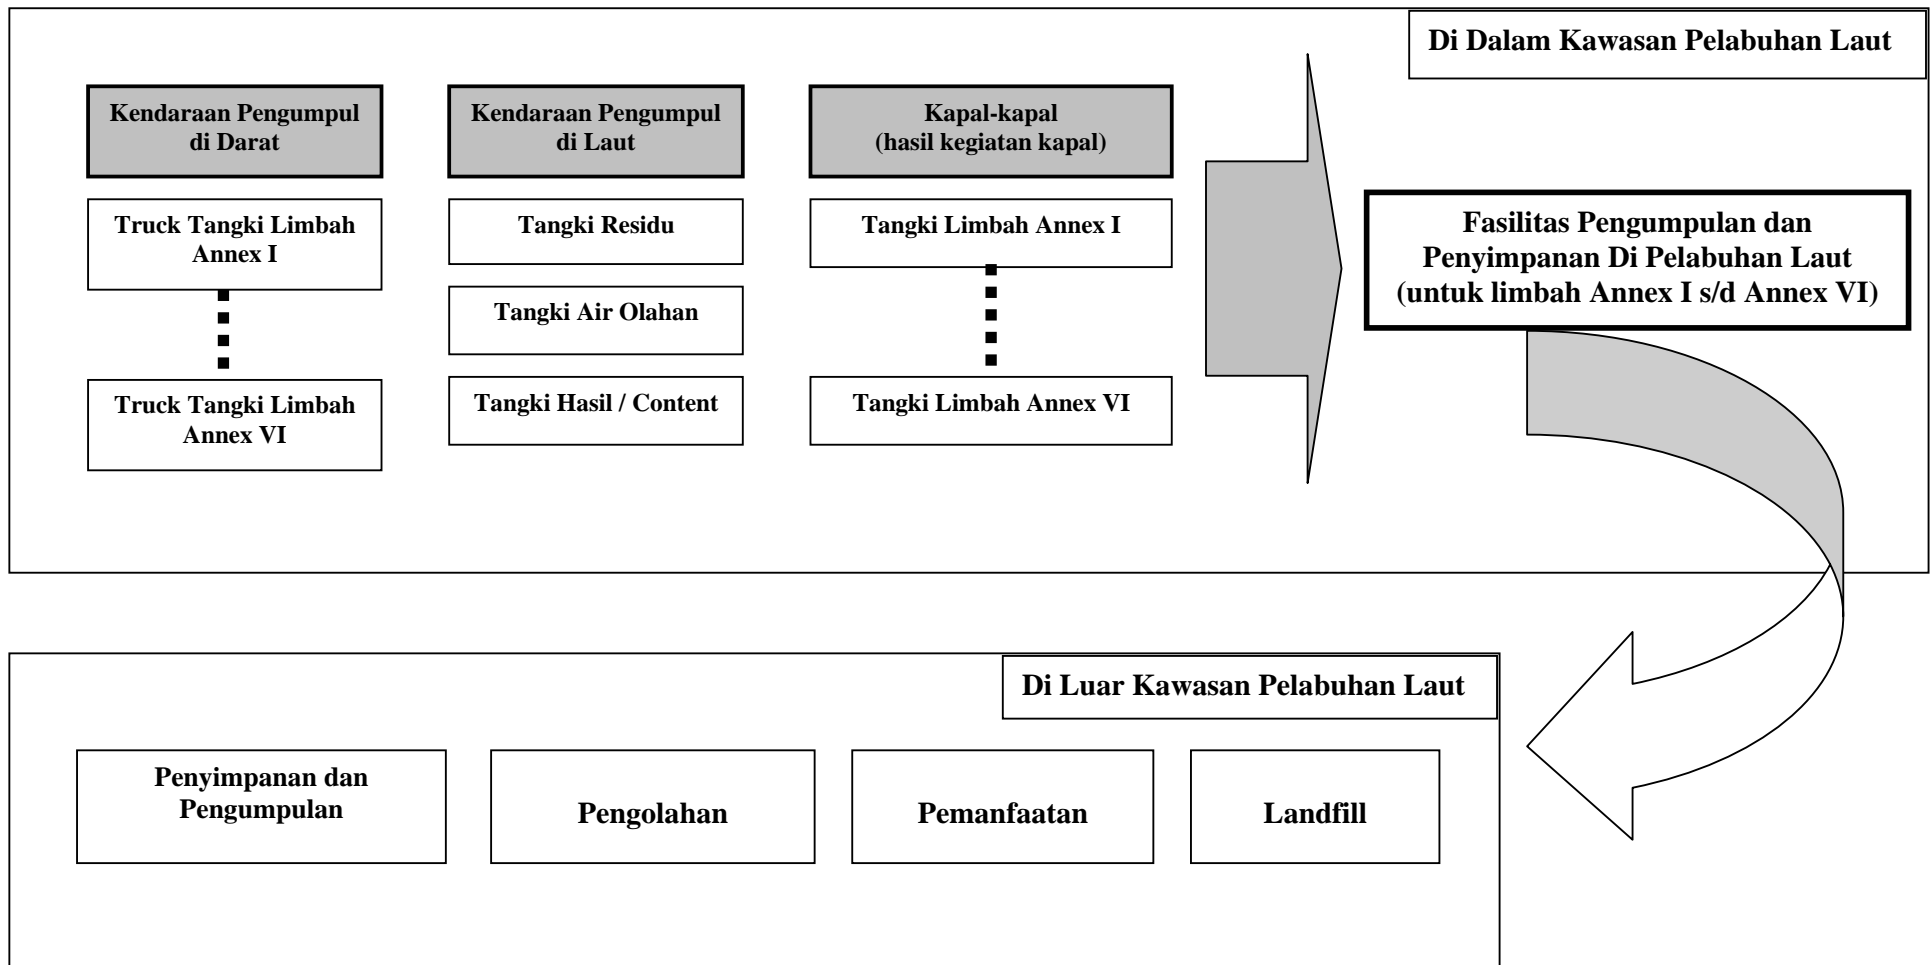 Di Dalam Kawasan Pelabuhan Laut
Kendaraan Pengumpul
di Darat
Truck Tangki Limbah
Annex I
Truck Tangki Limbah
Annex VI
Kendaraan Pengumpul
di Laut
Tangki Residu
Tangki Air Olahan
Tangki Hasil / Content
Kapal-kapal
(hasil kegiatan kapal)
Tangki Limbah Annex I
Tangki Limbah Annex VI
Fasilitas Pengumpulan dan
Penyimpanan Di Pelabuhan Laut
(untuk limbah Annex I s/d Annex VI)
Di Luar Kawasan Pelabuhan Laut
Penyimpanan dan
Pengumpulan
Pengolahan
Pemanfaatan
Landfill